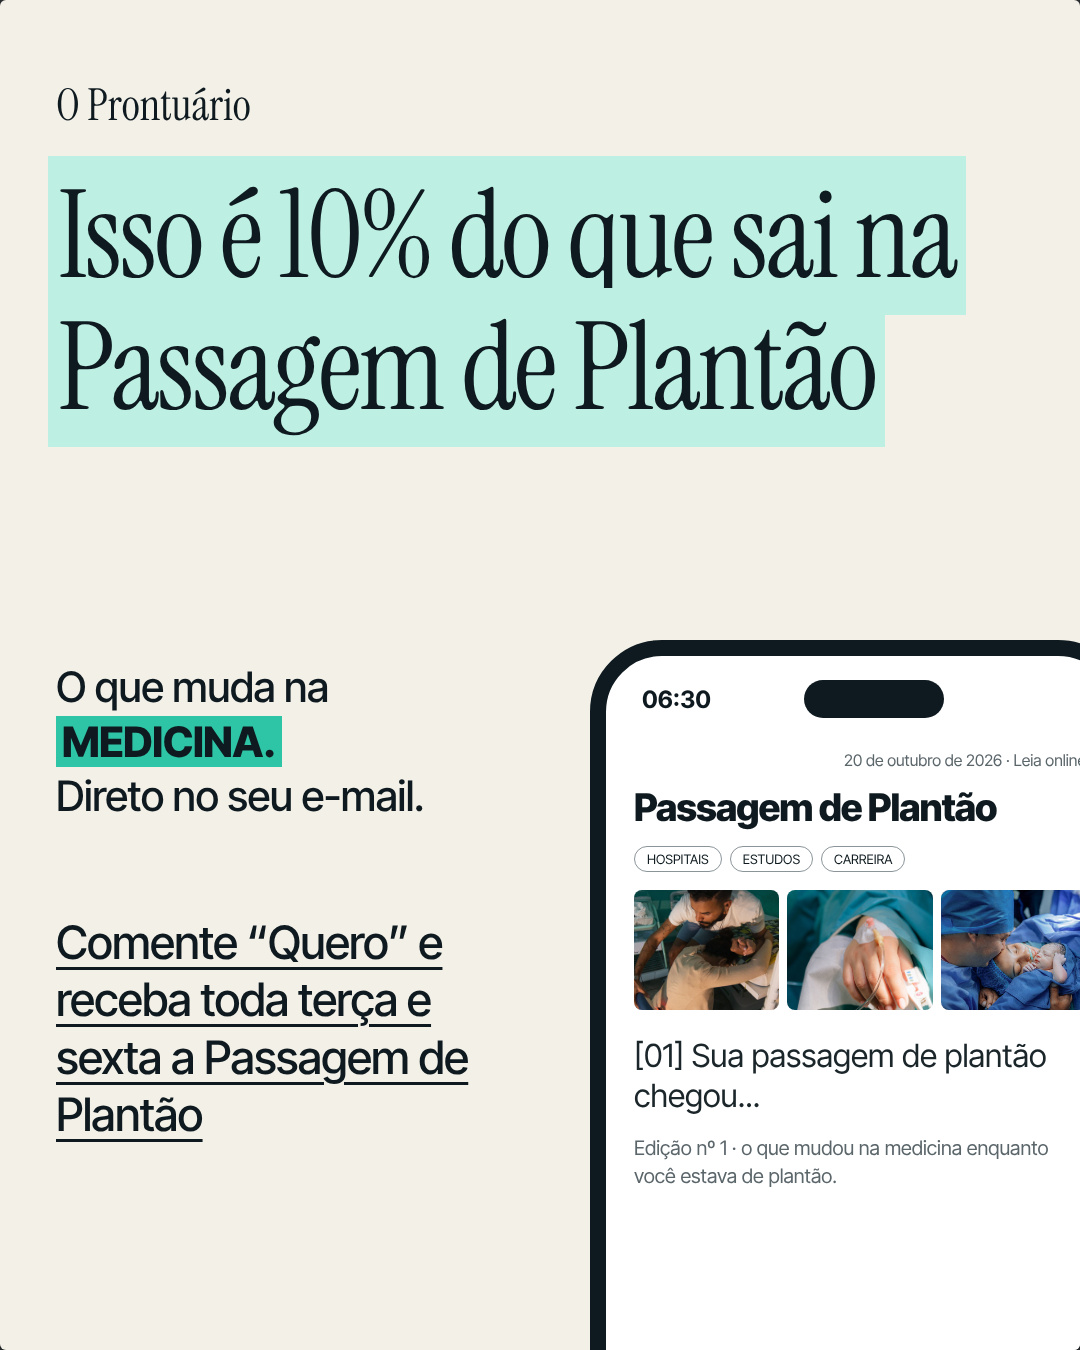 O Prontuário
Isso é 10% do que sai na
Passagem de Plantão
O que muda na
MEDICINA.
Direto no seu e-mail.
Comente “Quero” e
receba toda terça e
sexta a Passagem de
Plantão
06:30
20 de outubro de 2026 · Leia online
Passagem de Plantão
HOSPITAIS ESTUDOS CARREIRA
[01] Sua passagem de plantão
chegou...
Edição nº 1 · o que mudou na medicina enquanto
você estava de plantão.